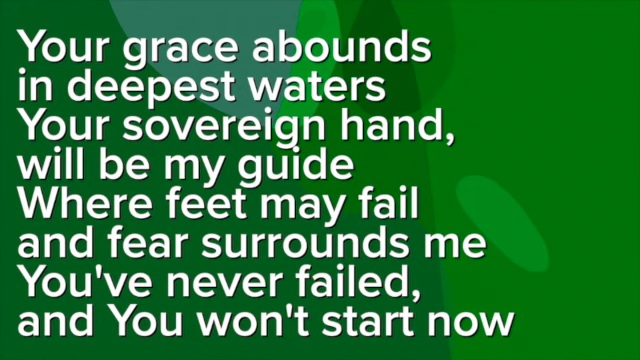 Your grace abounds
in deepest waters
Your sovereign hand,
will be my guide
Where feet may fail
and fear surrounds me
You've never failed,
and You won't start now